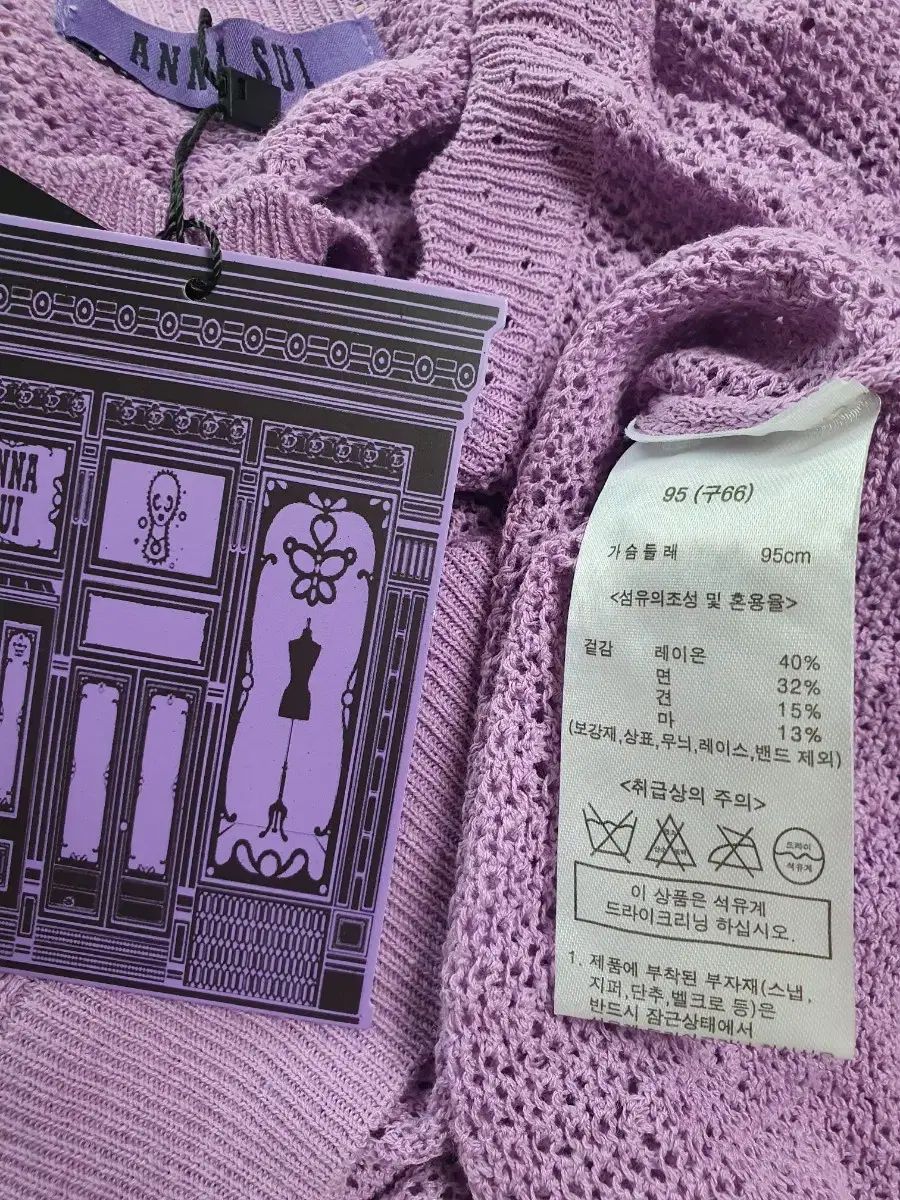 ANNA SUI
NNA
UI
95 (구66)
가슴둘레 95cm
<섬유의조성 및 혼용율>
겉감 레이온 40%
면 32%
견 15%
마 13%
(보강재,상표,무늬,레이스,밴드 제외)
<취급상의 주의>
드라이
석유계
이 상품은 석유계
드라이크리닝 하십시오.
1. 제품에 부착된 부자재(스냅,
지퍼,단추,벨크로 등)은
반드시 잠근상태에서